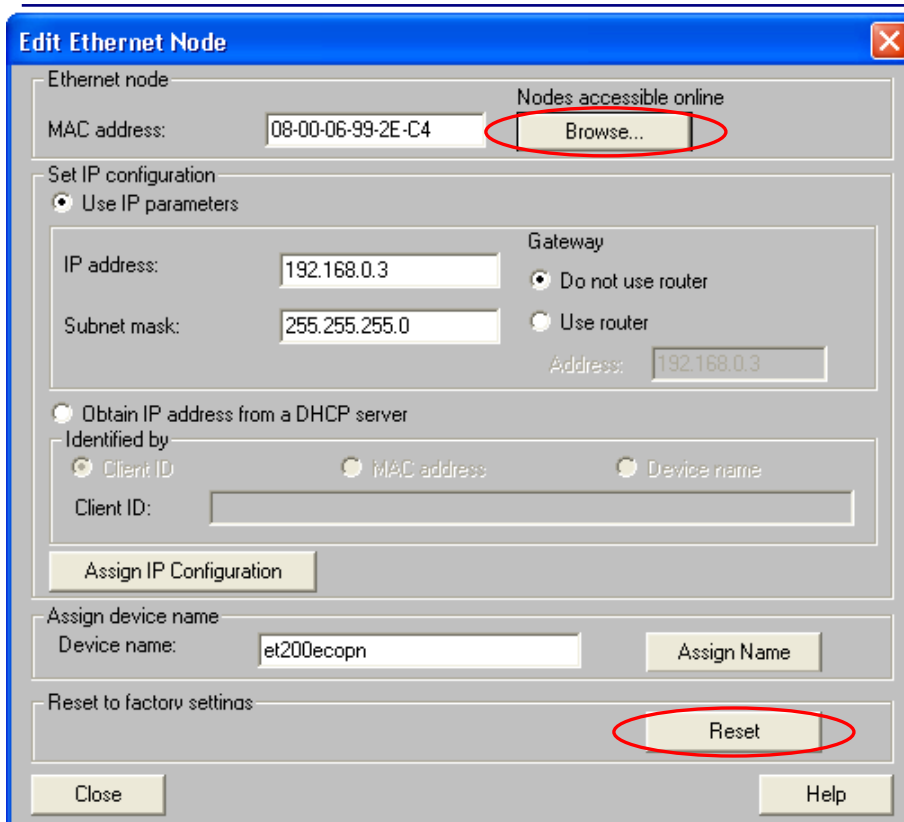 Edit Ethernet Node
Ethernet node
Nodes accessible online
MAC address: 08-00-06-99-2E-C4 Browse...
Set IP configuration
Use IP parameters
Gateway
IP address: 192.168.0.3
Do not use router
Subnet mask: 255.255.255.0
Use router
Address: 192.168.0.3
Obtain IP address from a DHCP server
Identified by
Client ID MAC address Device name
Client ID:
Assign IP Configuration
Assign device name
Device name: et200ecopn Assign Name
Reset to factory settings
Reset
Close Help